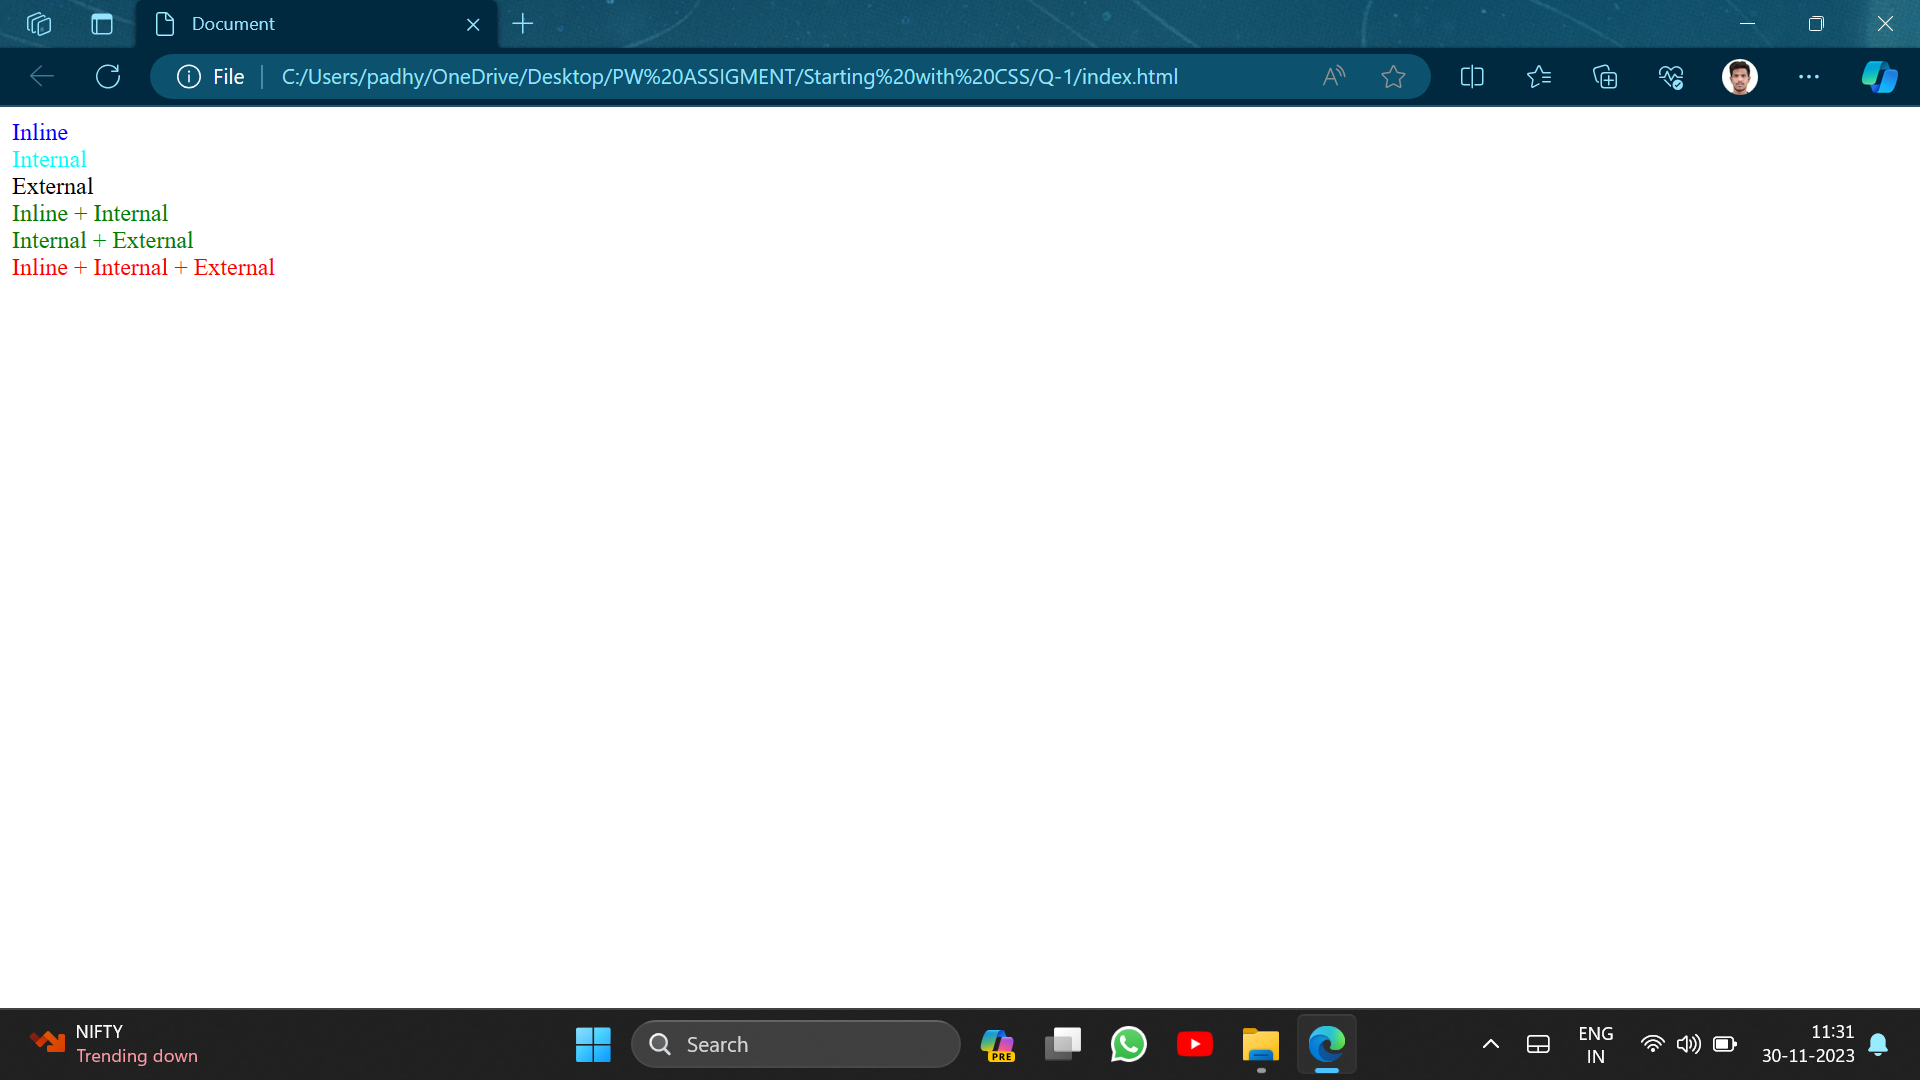 Document
File
C:/Users/padhy/OneDrive/Desktop/PW%20ASSIGMENT/Starting%20with%20CSS/Q-1/index.html
Inline
Internal
External
Inline + Internal
Internal + External
Inline + Internal + External
NIFTY
Trending down
Search
PRE
ENG
IN
11:31
30-11-2023